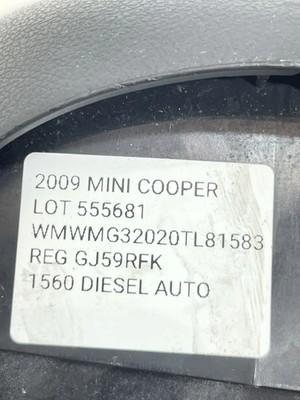 2009 MINI COOPER
LOT 555681
WMWMG32020TL81583
REG GJ59RFK
1560 DIESEL AUTO